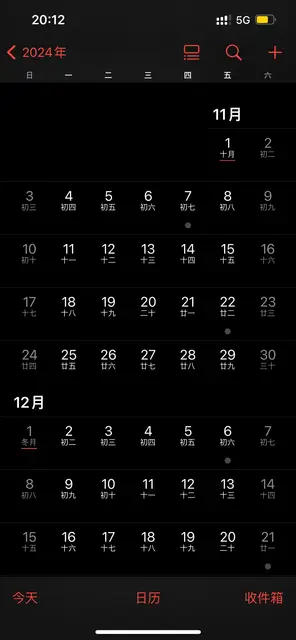 20:12 5G
2024年
日 一 二 三 四 五 六
11月
1 2
十月 初二
3 4 5 6 7 8 9
初三 初四 初五 初六 初七 初八 初九
10 11 12 13 14 15 16
初十 十一 十二 十三 十四 十五 十六
17 18 19 20 21 22 23
十七 十八 十九 二十 廿一 廿二 廿三
24 25 26 27 28 29 30
廿四 廿五 廿六 廿七 廿八 廿九 三十
12月
1 2 3 4 5 6 7
冬月 初二 初三 初四 初五 初六 初七
8 9 10 11 12 13 14
初八 初九 初十 十一 十二 十三 十四
15 16 17 18 19 20 21
十五 十六 十七 十八 十九 二十 廿一
今天 日历 收件箱